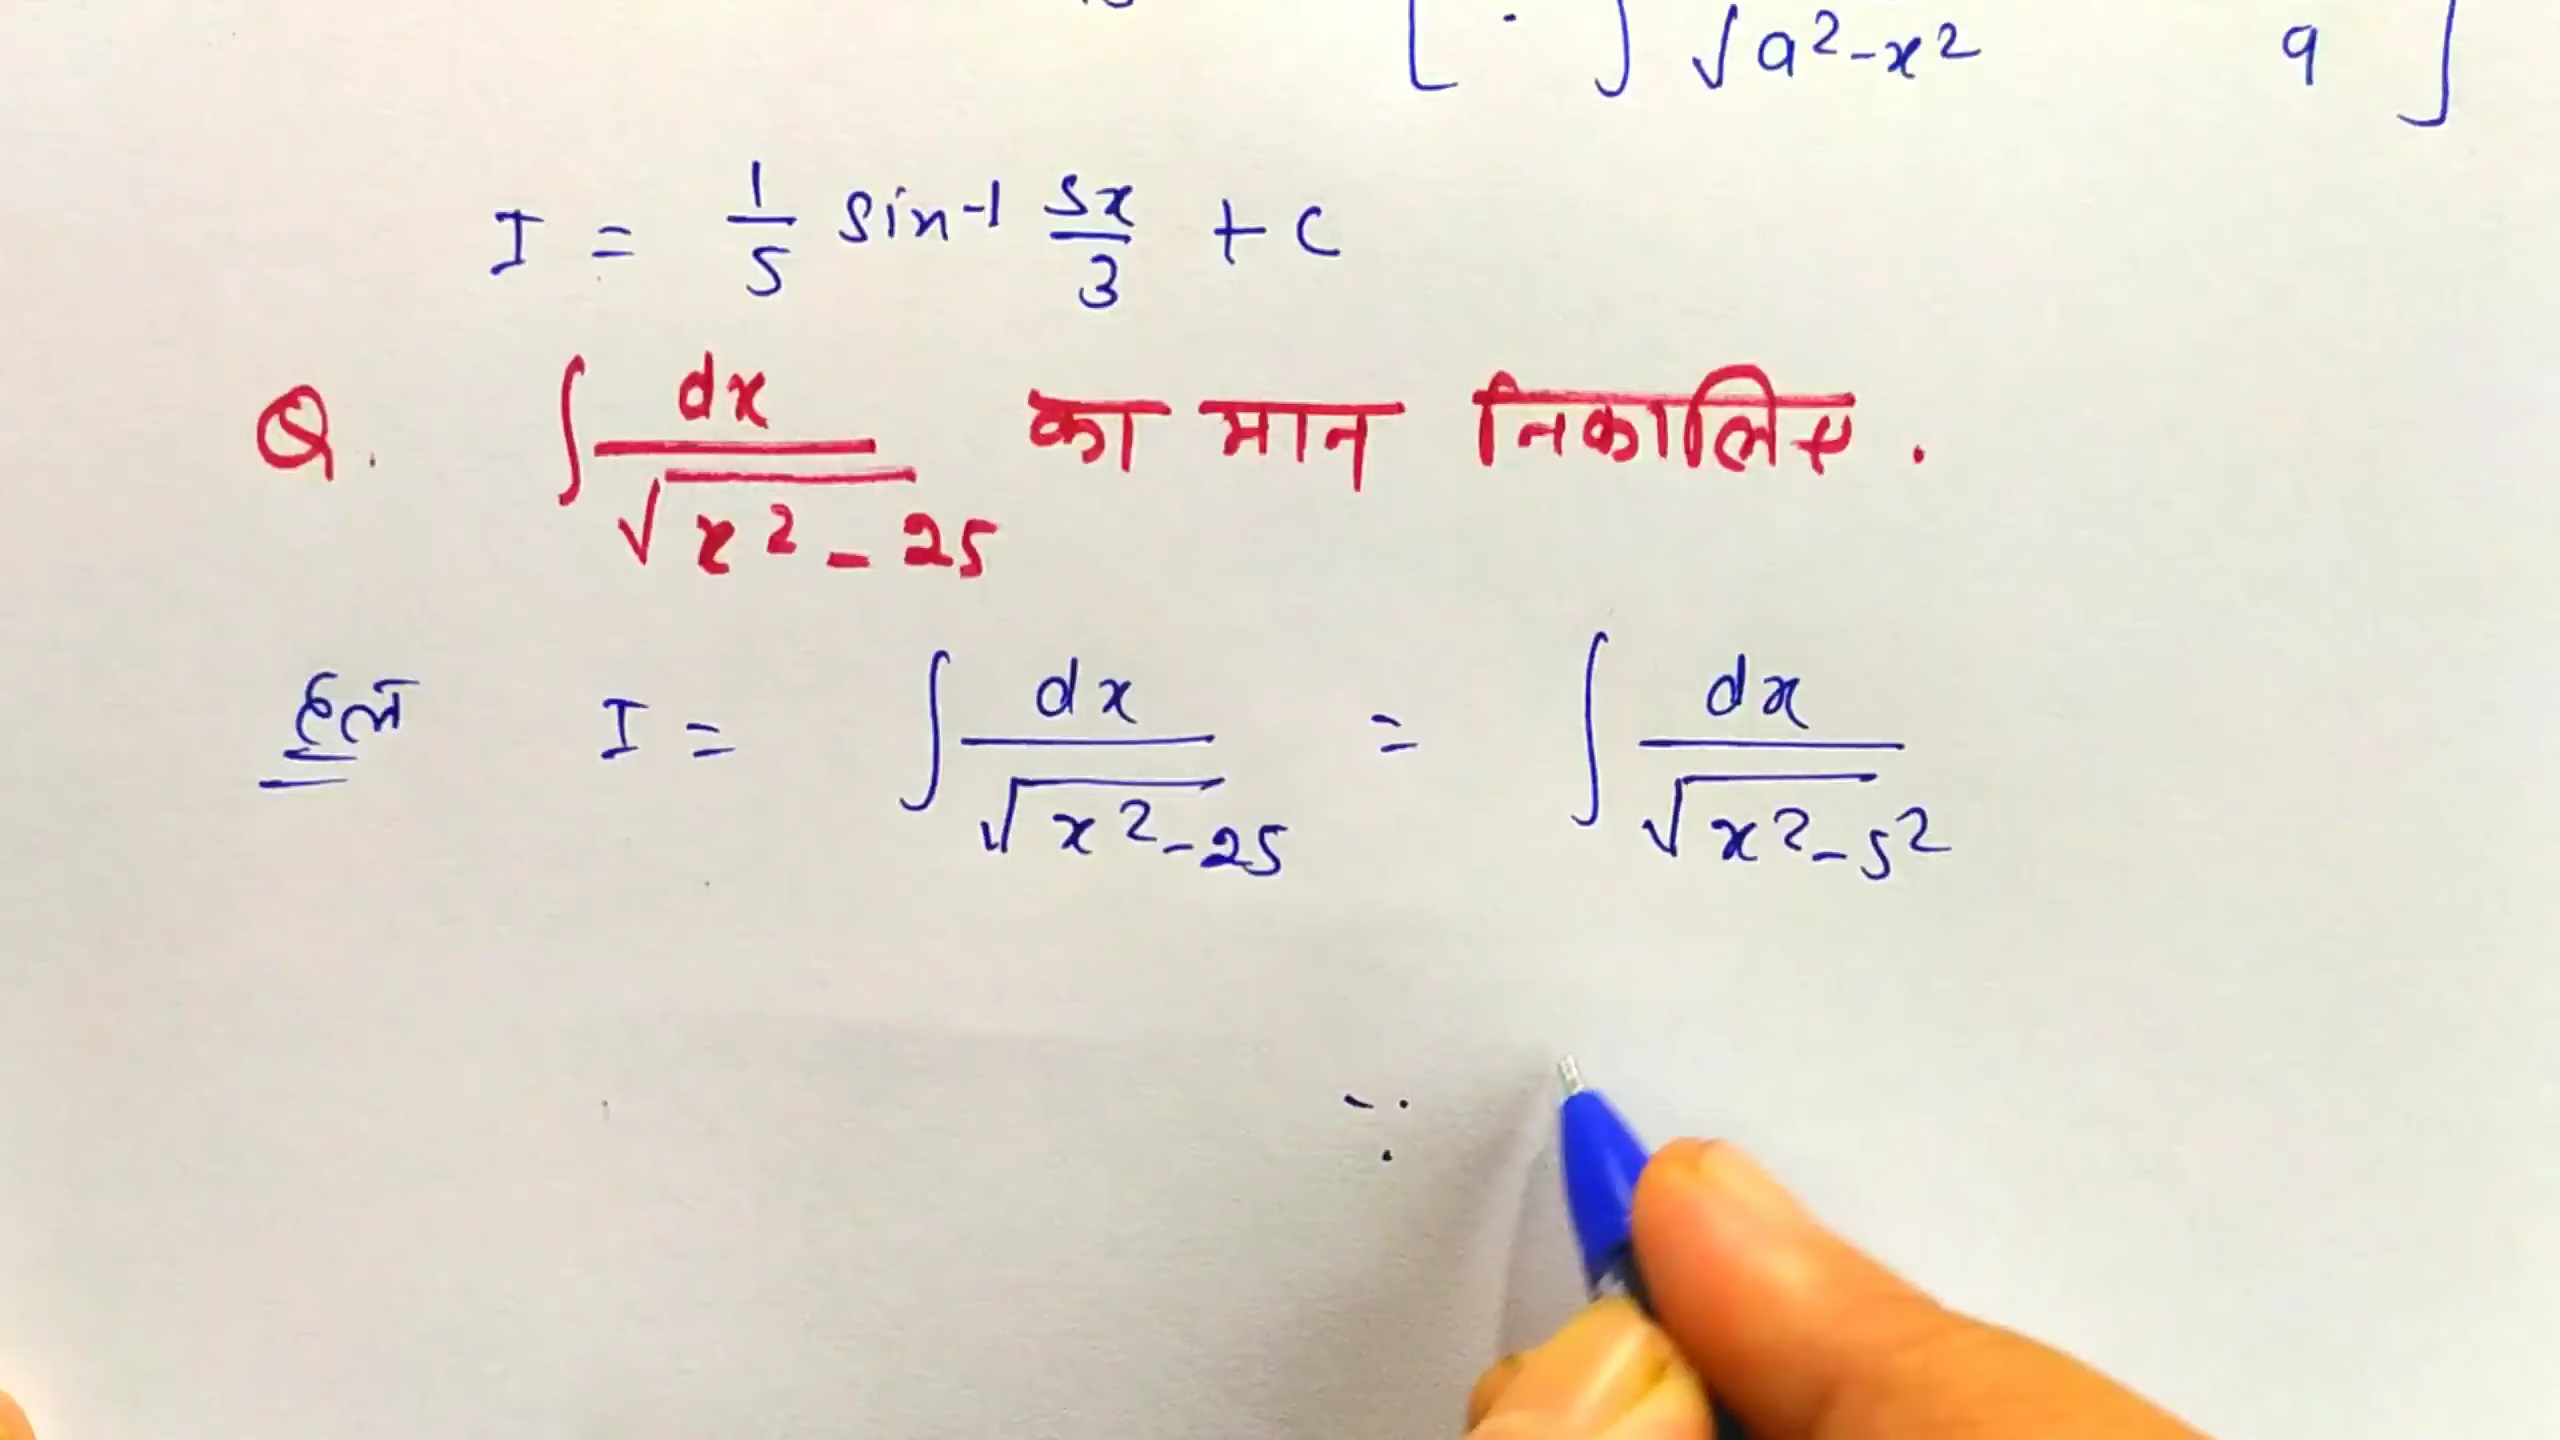 [ ∵ ∫ √a²-x² a ]
I = 1/5 sin-1 5x/3 + c
Q. ∫ dx/√x²-25 का मान निकालिए .
हल I = ∫ dx/√x²-25 = ∫ dx/√x²-5²
∵